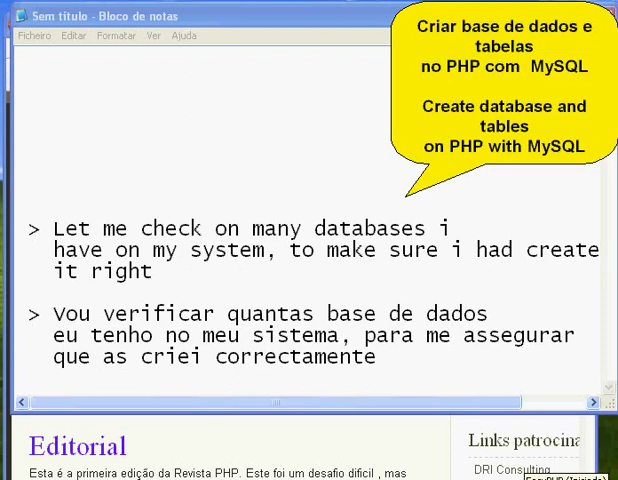 Sem título - Bloco de notas
Ficheiro Editar Formatar Ver Ajuda
Criar base de dados e
tabelas
no PHP com MySQL
Create database and
tables
on PHP with MySQL
> Let me check on many databases i
have on my system, to make sure i had create
it right
> Vou verificar quantas base de dados
eu tenho no meu sistema, para me assegurar
que as criei correctamente
Editorial
Links patrocina
Esta é a primeira edição da Revista PHP. Este foi um desafio dificil , mas
DRI Consulting
EasyPHP (Iniciado)